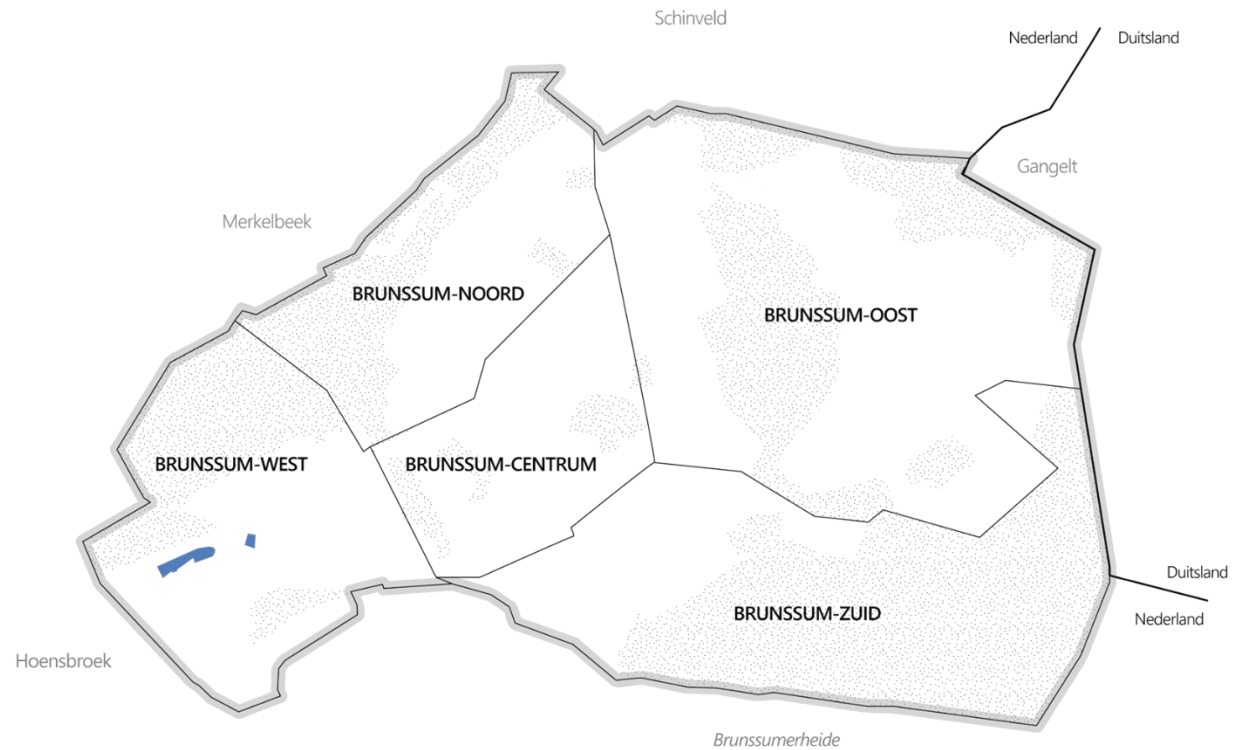 Schinveld
Nederland
Duitsland
Gangelt
Merkelbeek
BRUNSSUM-NOORD
BRUNSSUM-OOST
BRUNSSUM-WEST
BRUNSSUM-CENTRUM
Duitsland
BRUNSSUM-ZUID
Nederland
Hoensbroek
Brunssumerheide